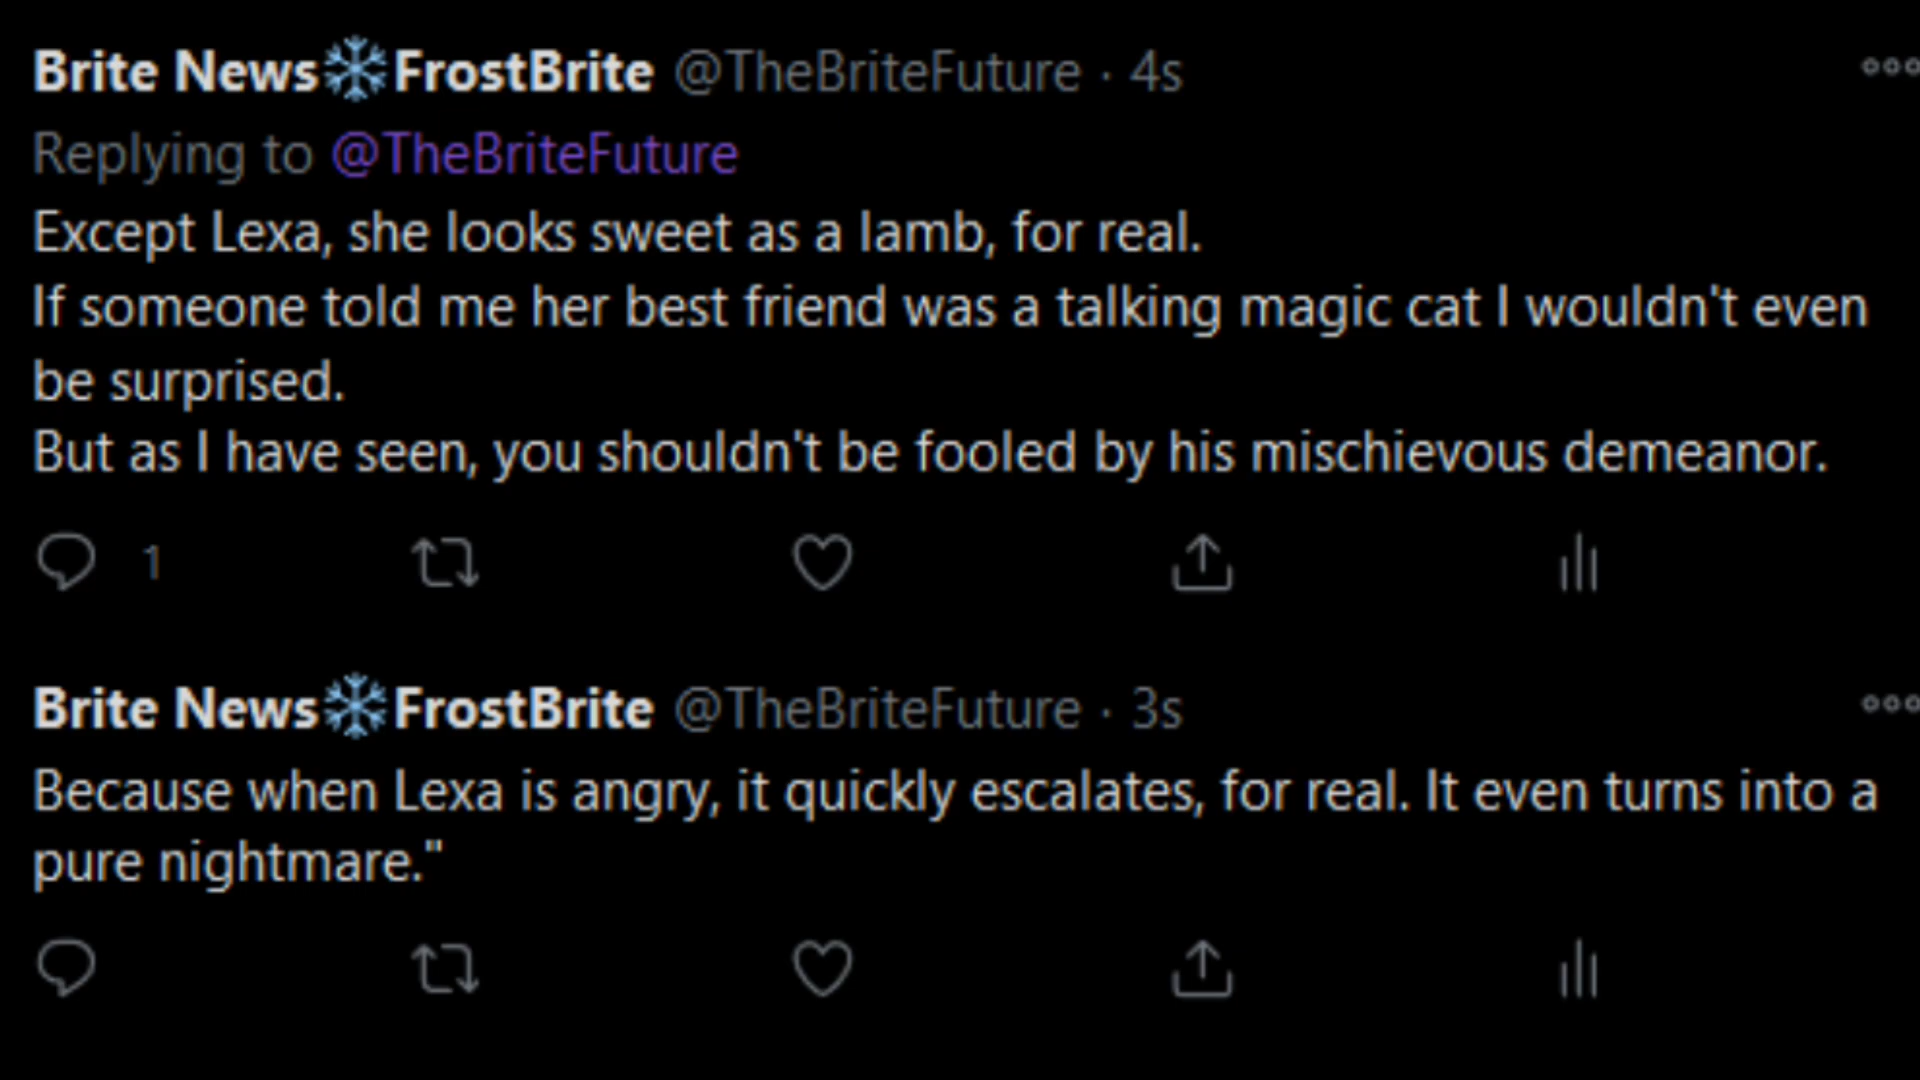 Brite News❄️FrostBrite @TheBriteFuture · 4s
Replying to @TheBriteFuture
Except Lexa, she looks sweet as a lamb, for real.
If someone told me her best friend was a talking magic cat I wouldn't even
be surprised.
But as I have seen, you shouldn't be fooled by his mischievous demeanor.
1
Brite News❄️FrostBrite @TheBriteFuture · 3s
Because when Lexa is angry, it quickly escalates, for real. It even turns into a
pure nightmare."